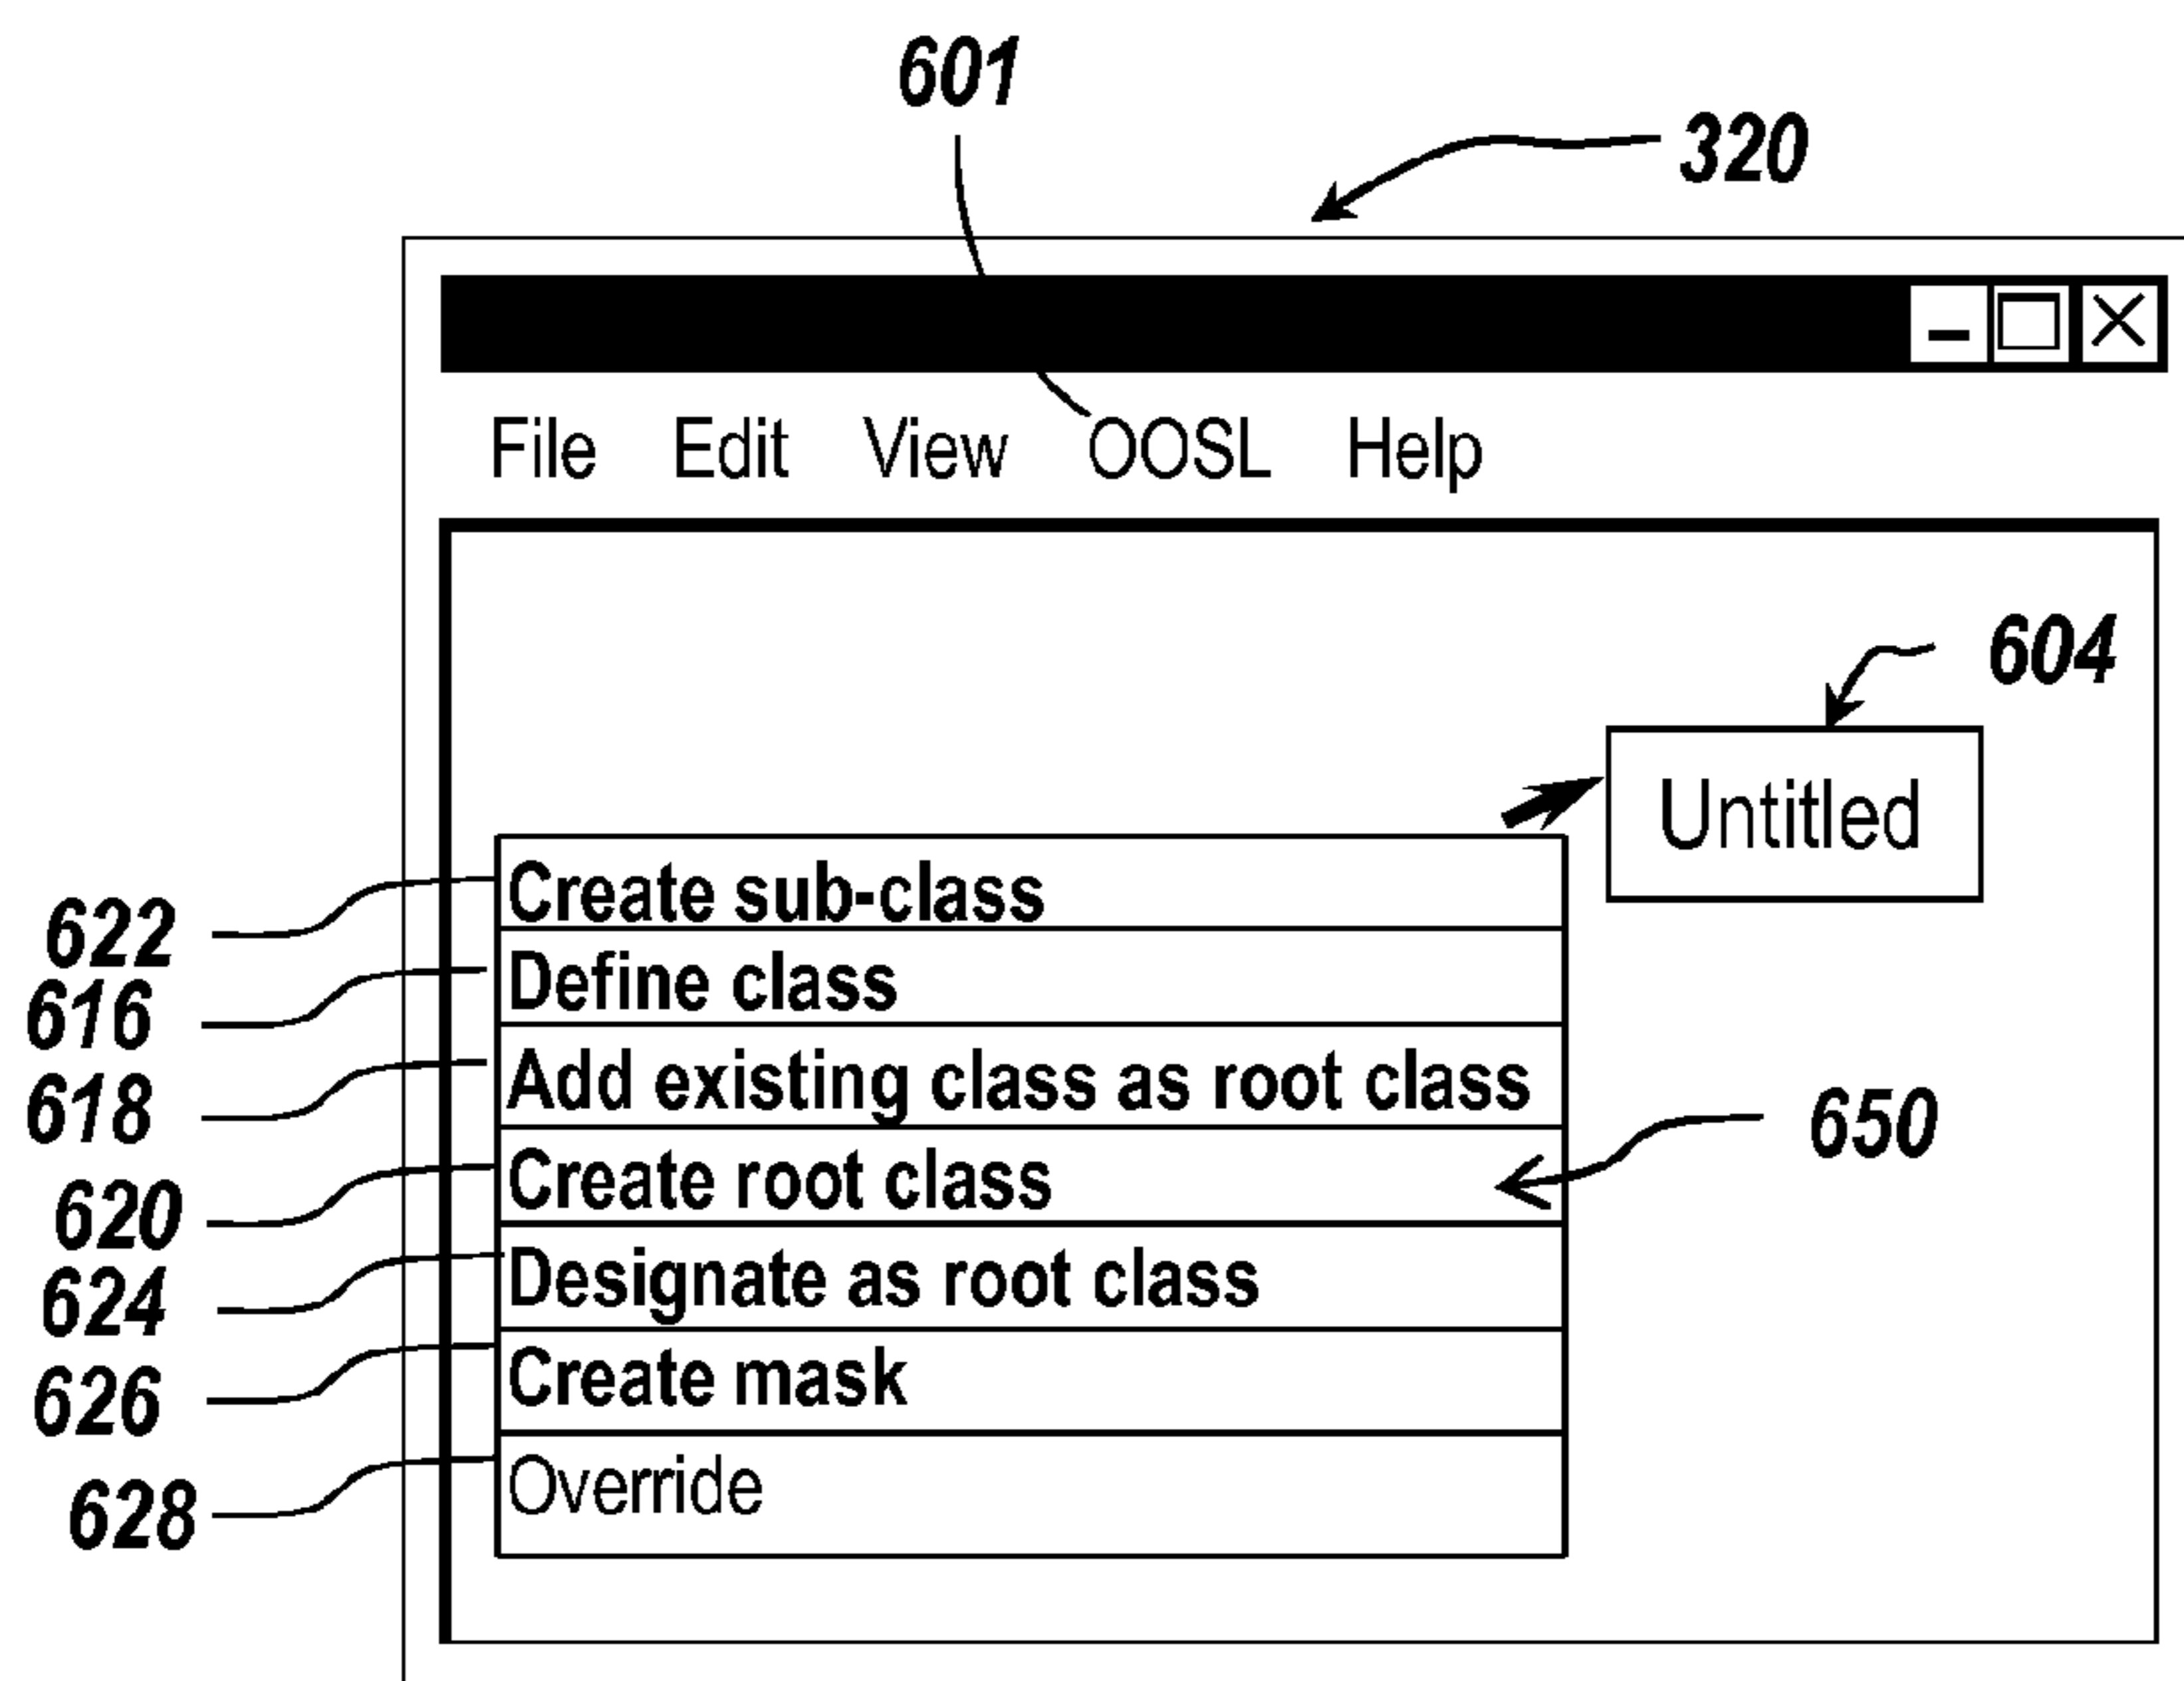 601
320
File Edit View OOSL Help
604
Untitled
622 Create sub-class
616 Define class
618 Add existing class as root class
650
620 Create root class
624 Designate as root class
626 Create mask
628 Override